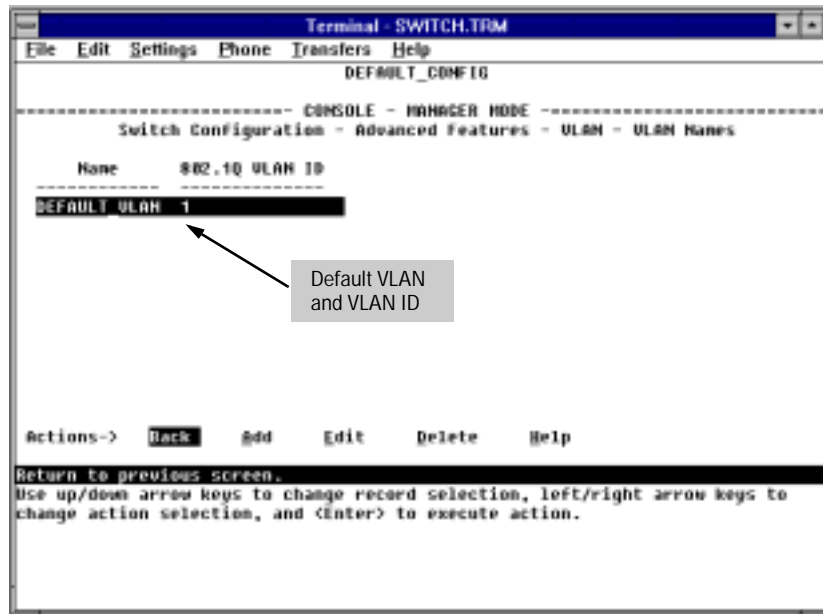 Terminal - SWITCH.TRM
File Edit Settings Phone Transfers Help
DEFAULT_CONFIG
-------------------------- CONSOLE - MANAGER MODE --------------------------
Switch Configuration - Advanced Features - VLAN - VLAN Names
Name 802.1Q VLAN ID
------------ --------------
DEFAULT_VLAN 1
Default VLAN
and VLAN ID
Actions-> Back Add Edit Delete Help
Return to previous screen.
Use up/down arrow keys to change record selection, left/right arrow keys to
change action selection, and <Enter> to execute action.